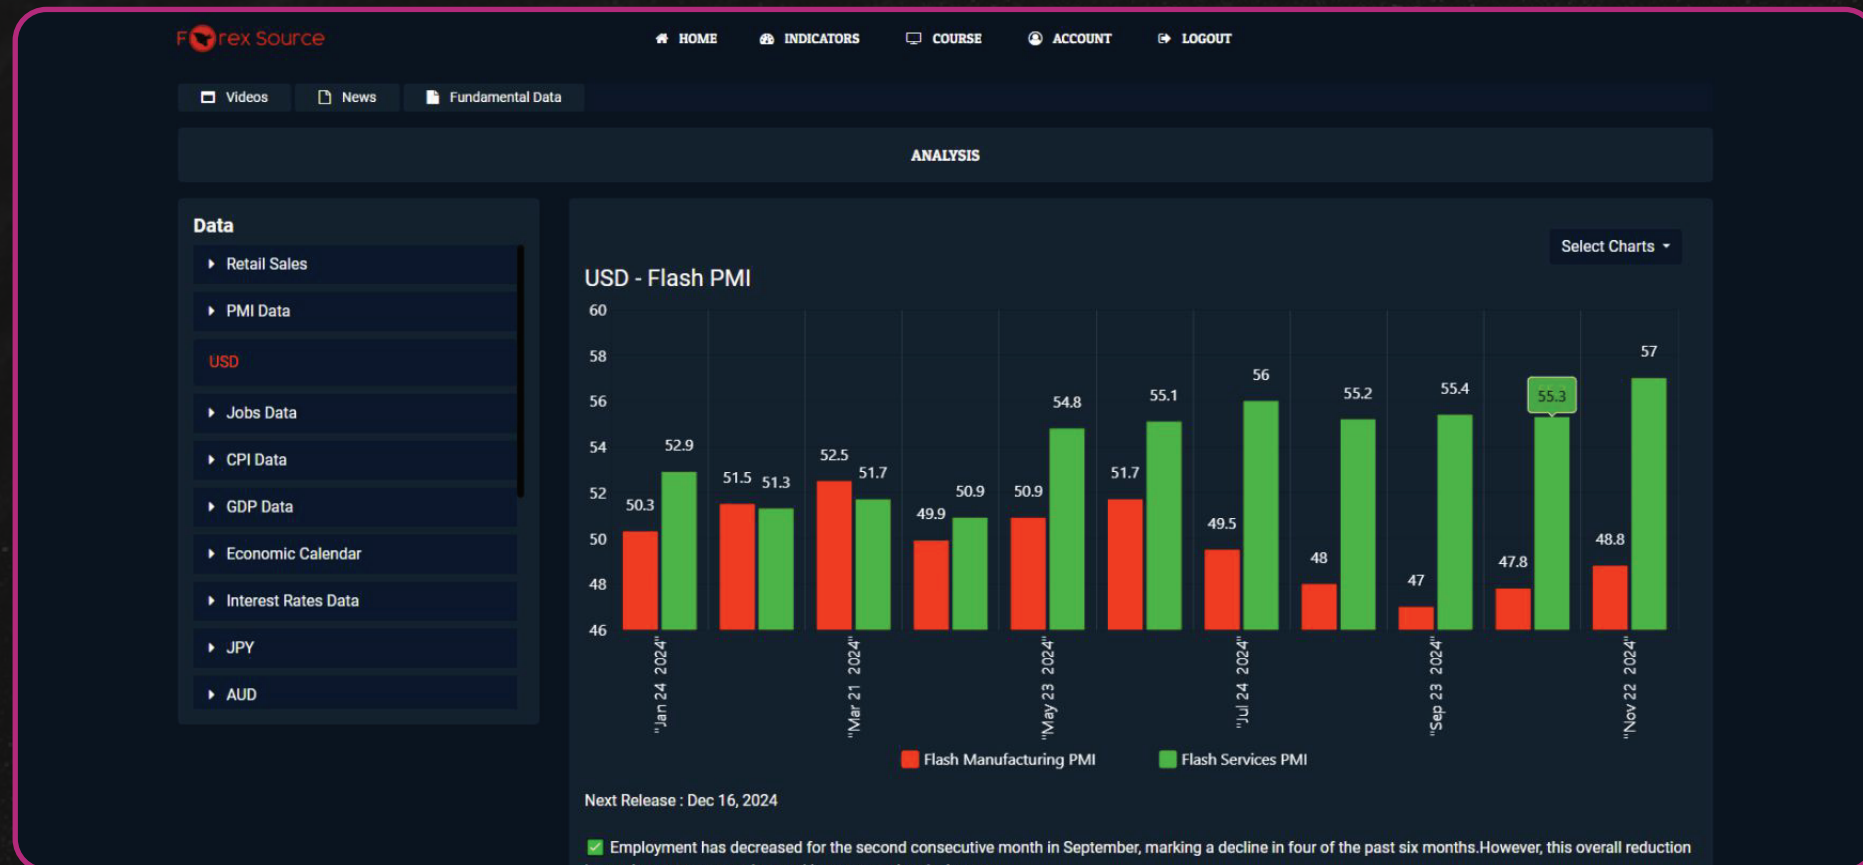 Forex Source
HOME INDICATORS COURSE ACCOUNT LOGOUT
Videos News Fundamental Data
ANALYSIS
Data
Retail Sales
PMI Data
USD
Jobs Data
CPI Data
GDP Data
Economic Calendar
Interest Rates Data
JPY
AUD
Select Charts
USD - Flash PMI
60
58
56
54
52
50
48
46
50.3 52.9
51.5 51.3
52.5 51.7
49.9 50.9
50.9 54.8
51.7 55.1
49.5 56
48 55.2
47 55.4
47.8 55.3
48.8 57
"Jan 24 2024"
"Mar 21 2024"
"May 23 2024"
"Jul 24 2024"
"Sep 23 2024"
"Nov 22 2024"
Flash Manufacturing PMI Flash Services PMI
Next Release : Dec 16, 2024
Employment has decreased for the second consecutive month in September, marking a decline in four of the past six months.However, this overall reduction